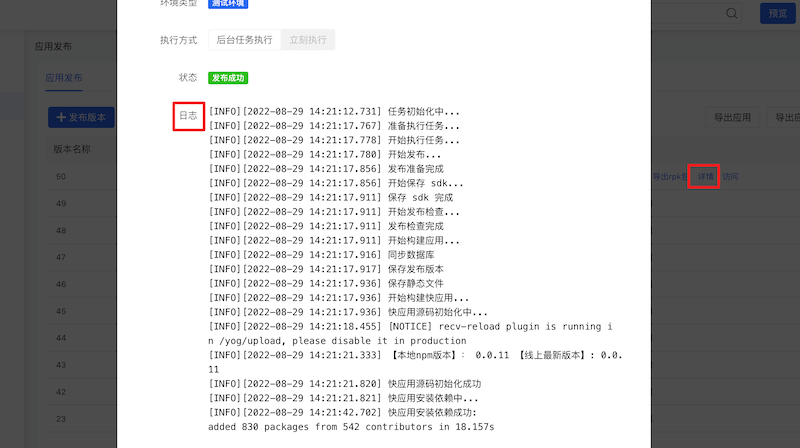 环境类型 测试环境
预览
执行方式 后台任务执行 立刻执行
应用发布
状态 发布成功
应用发布
日志
+ 发布版本
导出应用
版本名称
[INFO][2022-08-29 14:21:12.731] 任务初始化中...
[INFO][2022-08-29 14:21:17.767] 准备执行任务...
[INFO][2022-08-29 14:21:17.778] 开始执行任务...
[INFO][2022-08-29 14:21:17.780] 开始发布...
[INFO][2022-08-29 14:21:17.856] 发布准备完成
[INFO][2022-08-29 14:21:17.856] 开始保存 sdk...
[INFO][2022-08-29 14:21:17.911] 保存 sdk 完成
[INFO][2022-08-29 14:21:17.911] 开始发布检查...
[INFO][2022-08-29 14:21:17.911] 发布检查完成
[INFO][2022-08-29 14:21:17.911] 开始构建应用...
[INFO][2022-08-29 14:21:17.916] 同步数据库
[INFO][2022-08-29 14:21:17.917] 保存发布版本
[INFO][2022-08-29 14:21:17.936] 保存静态文件
[INFO][2022-08-29 14:21:17.936] 开始构建快应用...
[INFO][2022-08-29 14:21:17.936] 快应用源码初始化中...
[INFO][2022-08-29 14:21:18.455] [NOTICE] recv-reload plugin is running i
n /yog/upload, please disable it in production
[INFO][2022-08-29 14:21:21.333] 【本地npm版本】: 0.0.11 【线上最新版本】: 0.0.
11
[INFO][2022-08-29 14:21:21.820] 快应用源码初始化成功
[INFO][2022-08-29 14:21:21.821] 快应用安装依赖中...
[INFO][2022-08-29 14:21:42.702] 快应用安装依赖成功:
added 830 packages from 542 contributors in 18.157s
50
导出rpk 详情 访问
49
48
47
46
45
44
43
42
23